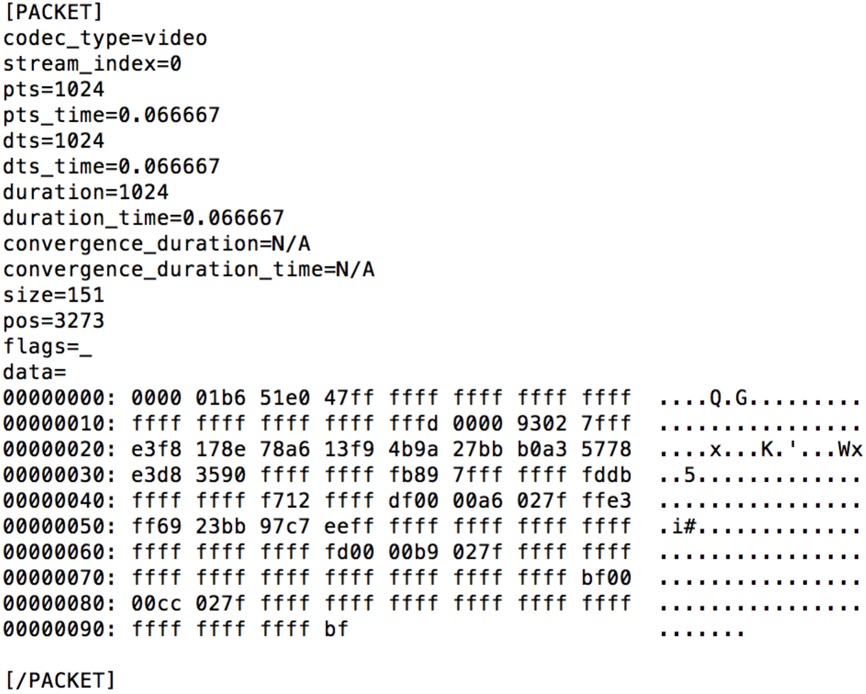 [PACKET]
codec_type=video
stream_index=0
pts=1024
pts_time=0.066667
dts=1024
dts_time=0.066667
duration=1024
duration_time=0.066667
convergence_duration=N/A
convergence_duration_time=N/A
size=151
pos=3273
flags=_
data=
00000000: 0000 01b6 51e0 47ff ffff ffff ffff ffff  ....Q.G.........
00000010: ffff ffff ffff ffff fffd 0000 9302 7fff  ................
00000020: e3f8 178e 78a6 13f9 4b9a 27bb b0a3 5778  ....x...K.'...Wx
00000030: e3d8 3590 ffff ffff fb89 7fff ffff fddb  ..5.............
00000040: ffff ffff f712 ffff df00 00a6 027f ffe3  ................
00000050: ff69 23bb 97c7 eeff ffff ffff ffff ffff  .i#.............
00000060: ffff ffff ffff fd00 00b9 027f ffff ffff  ................
00000070: ffff ffff ffff ffff ffff ffff ffff bf00  ................
00000080: 00cc 027f ffff ffff ffff ffff ffff ffff  ................
00000090: ffff ffff ffff bf                        .......
[/PACKET]